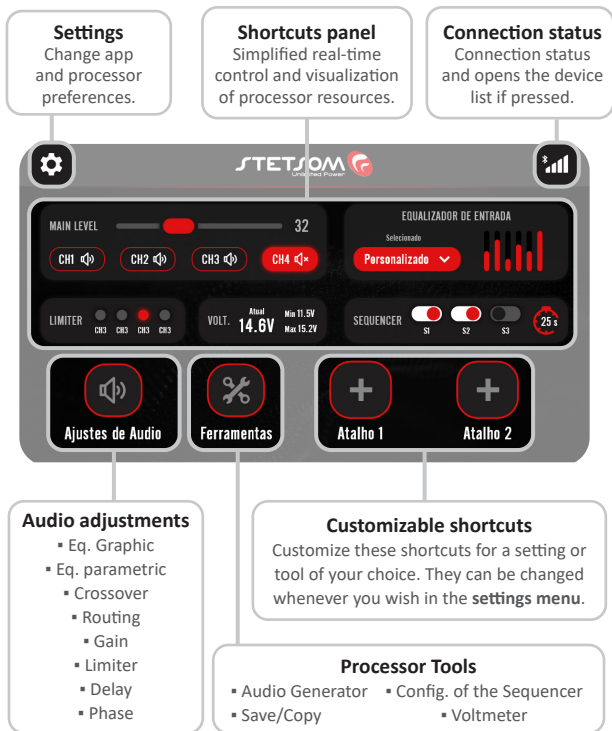 Settings
Change app
and processor
preferences.
Shortcuts panel
Simplified real-time
control and visualization
of processor resources.
Connection status
Connection status
and opens the device
list if pressed.
STETSOM
Unlimited Power
MAIN LEVEL
32
CH1
CH2
CH3
CH4
EQUALIZADOR DE ENTRADA
Selecionado
Personalizado
LIMITER
CH3 CH3 CH3 CH3
VOLT.
Atual
14.6V
Min 11.5V
Max 15.2V
SEQUENCER
S1 S2 S3
25 s
Ajustes de Audio
Ferramentas
Atalho 1
Atalho 2
Audio adjustments
▪ Eq. Graphic
▪ Eq. parametric
▪ Crossover
▪ Routing
▪ Gain
▪ Limiter
▪ Delay
▪ Phase
Customizable shortcuts
Customize these shortcuts for a setting or
tool of your choice. They can be changed
whenever you wish in the settings menu.
Processor Tools
▪ Audio Generator ▪ Config. of the Sequencer
▪ Save/Copy ▪ Voltmeter